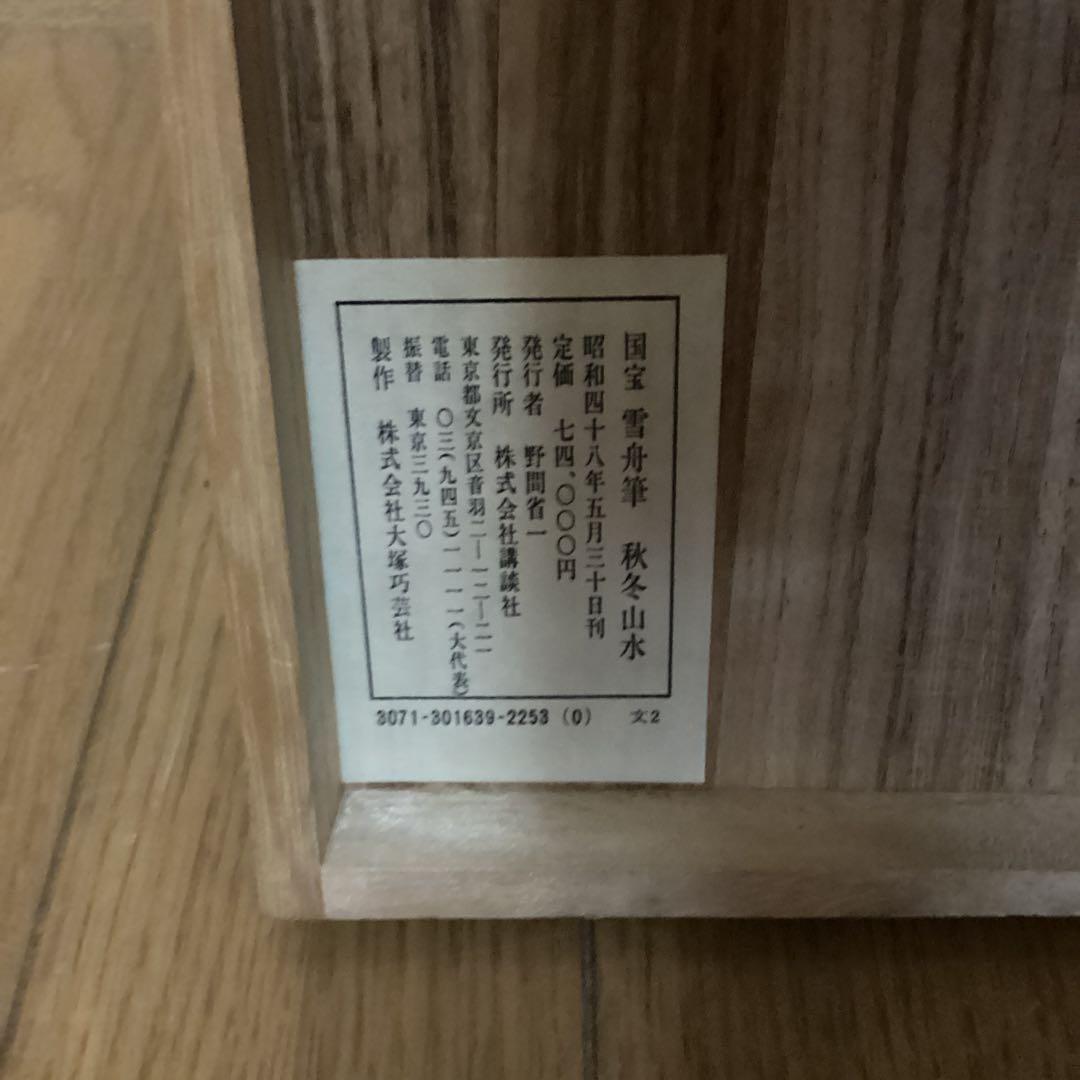 国宝 雪舟筆 秋冬山水
昭和四十八年五月三十日刊
定価 七四、〇〇〇円
発行者 野間省一
発行所 株式会社講談社
東京都文京区音羽二―一二―二一
電話 〇三(九四五)一一一一(大代表)
振替 東京三九三〇
製作 株式会社大塚巧芸社
3071-301639-2253 (0) 文2